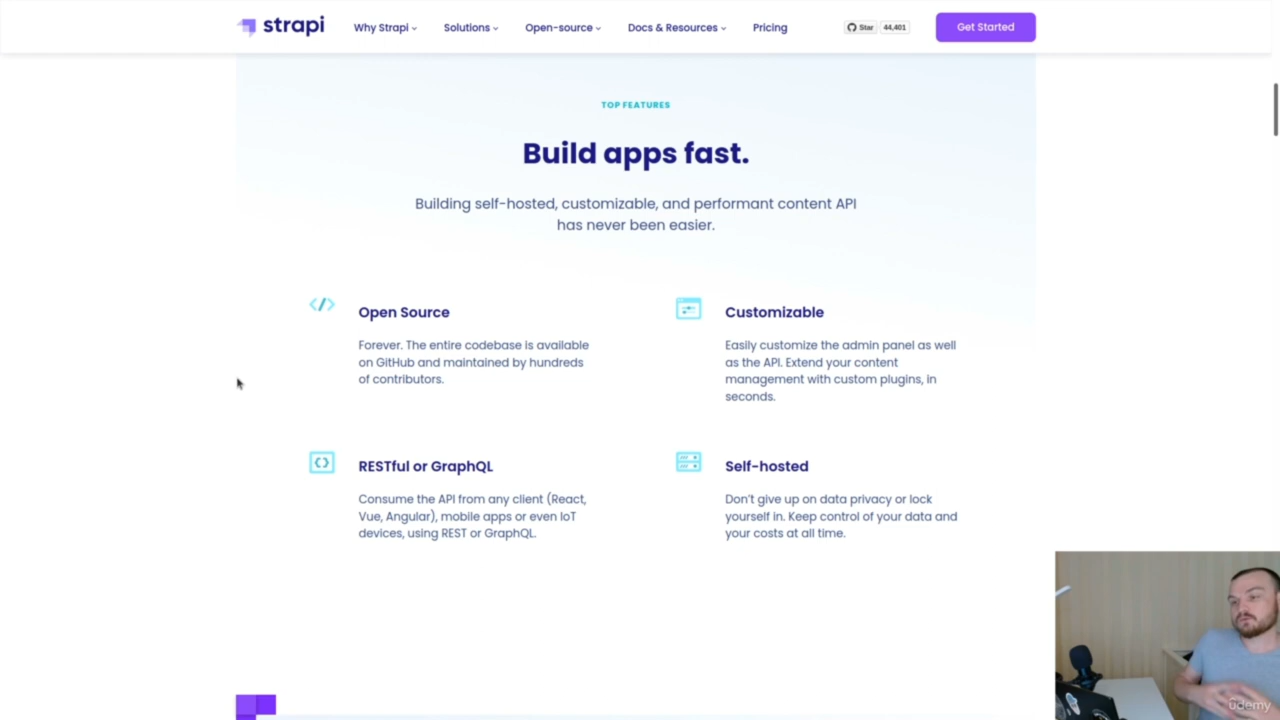 strapi
Why Strapi
Solutions
Open-source
Docs & Resources
Pricing
Star
44,401
Get Started
TOP FEATURES
Build apps fast.
Building self-hosted, customizable, and performant content API
has never been easier.
Open Source
Forever. The entire codebase is available
on GitHub and maintained by hundreds
of contributors.
Customizable
Easily customize the admin panel as well
as the API. Extend your content
management with custom plugins, in
seconds.
RESTful or GraphQL
Consume the API from any client (React,
Vue, Angular), mobile apps or even IoT
devices, using REST or GraphQL.
Self-hosted
Don't give up on data privacy or lock
yourself in. Keep control of your data and
your costs at all time.
udemy